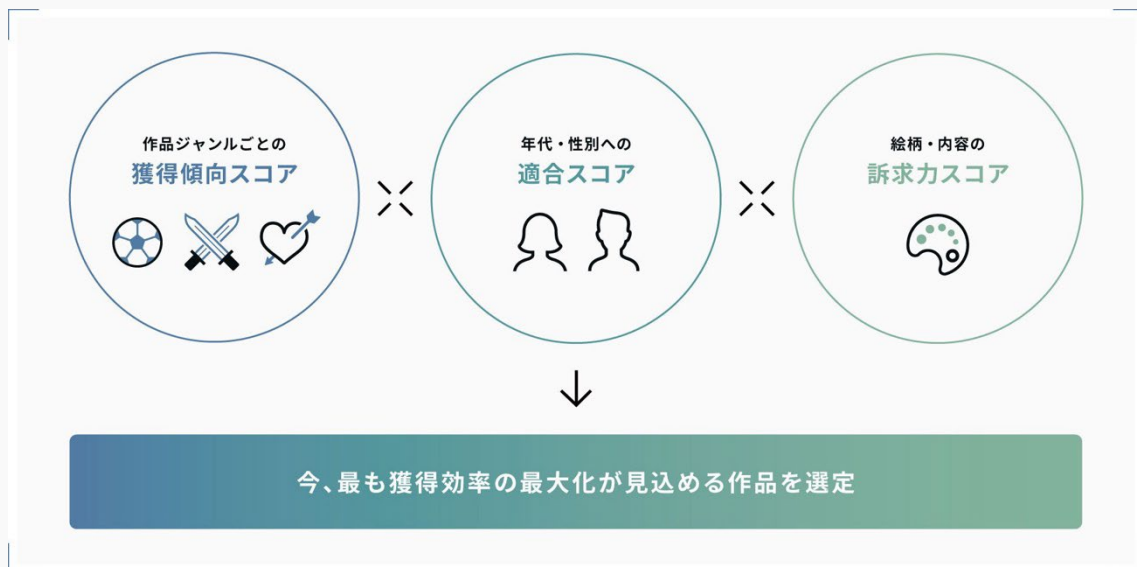 作品ジャンルごとの
獲得傾向スコア
年代・性別への
適合スコア
絵柄・内容の
訴求力スコア
今、最も獲得効率の最大化が見込める作品を選定